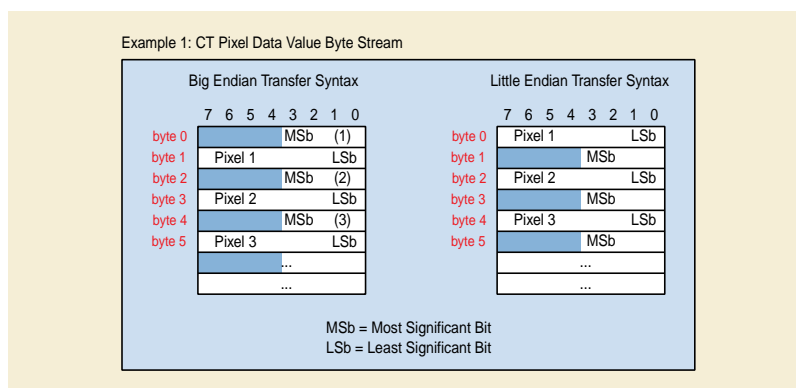 Example 1: CT Pixel Data Value Byte Stream
Big Endian Transfer Syntax
7 6 5 4 3 2 1 0
byte 0 MSb (1)
byte 1 Pixel 1 LSb
byte 2 MSb (2)
byte 3 Pixel 2 LSb
byte 4 MSb (3)
byte 5 Pixel 3 LSb
...
...
Little Endian Transfer Syntax
7 6 5 4 3 2 1 0
byte 0 Pixel 1 LSb
byte 1 MSb
byte 2 Pixel 2 LSb
byte 3 MSb
byte 4 Pixel 3 LSb
byte 5 MSb
...
...
MSb = Most Significant Bit
LSb = Least Significant Bit